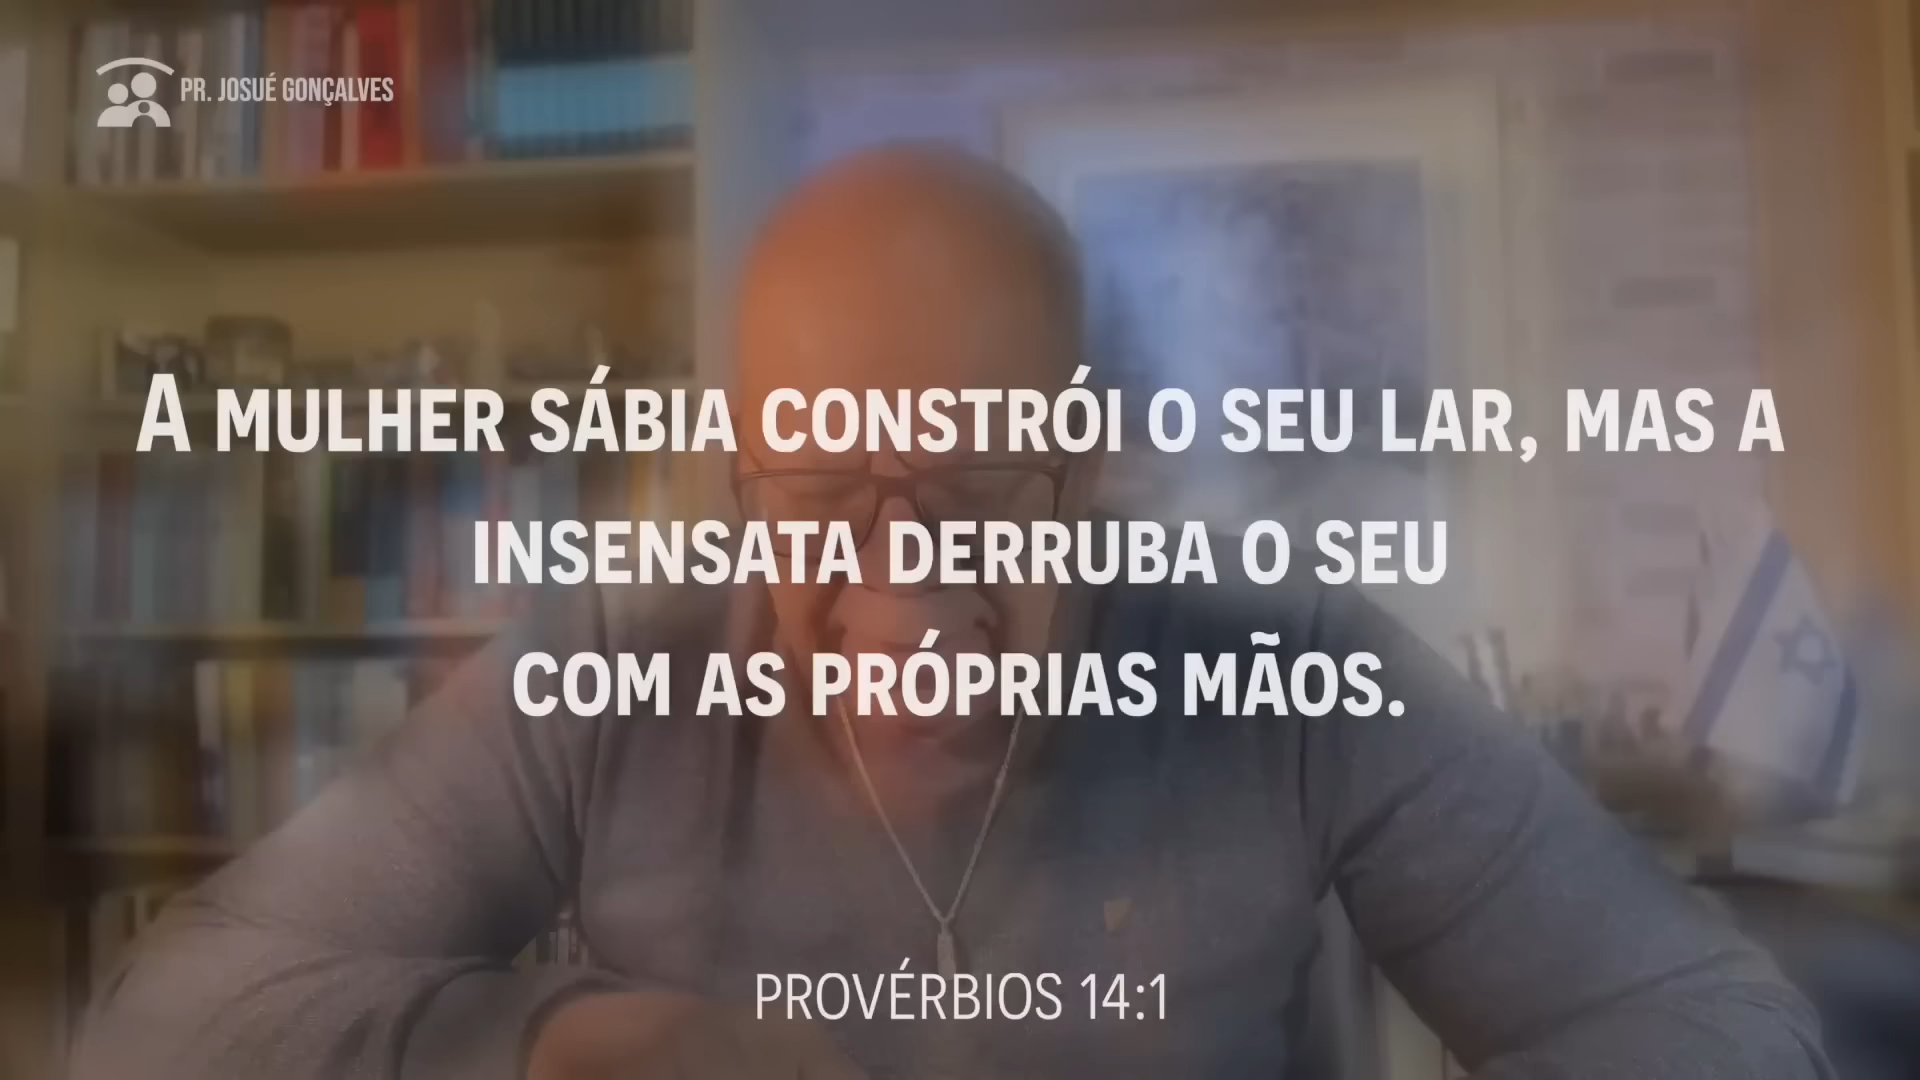 PR. JOSUÉ GONÇALVES
A MULHER SÁBIA CONSTRÓI O SEU LAR, MAS A
INSENSATA DERRUBA O SEU
COM AS PRÓPRIAS MÃOS.
PROVÉRBIOS 14:1